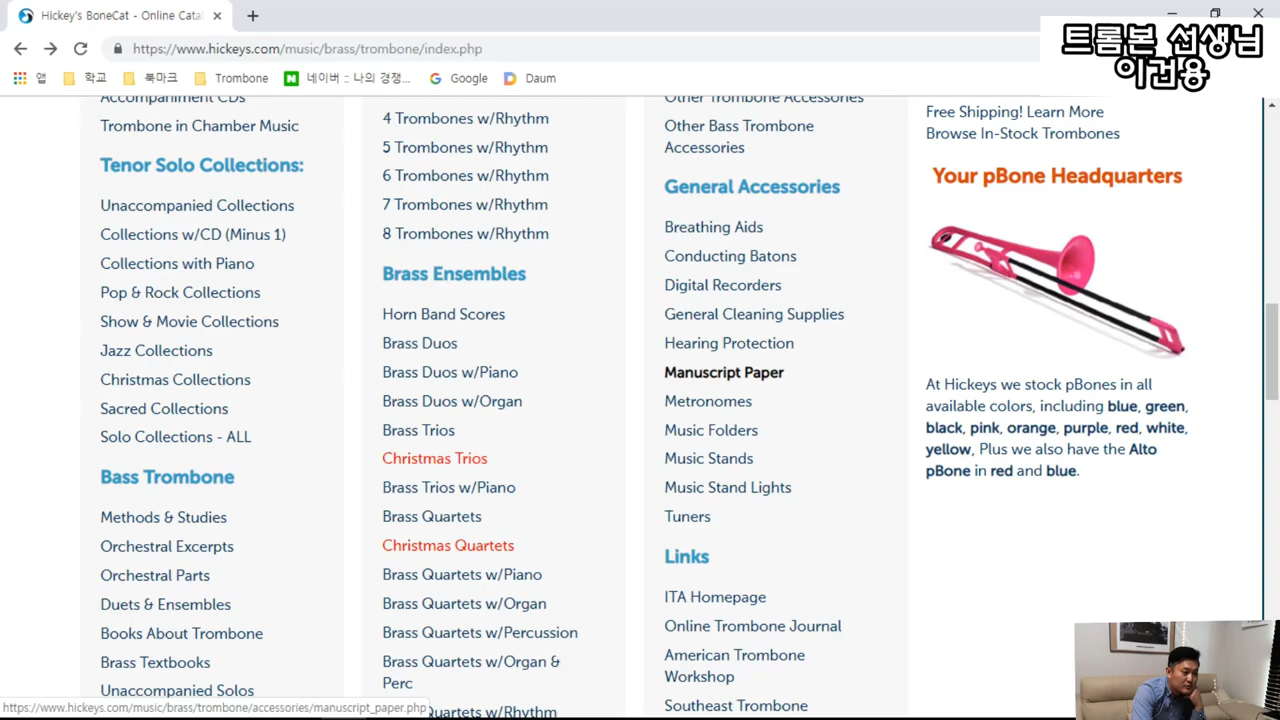 Hickey's BoneCat - Online Cata
https://www.hickeys.com/music/brass/trombone/index.php
트롬본 선생님
이건용
앱
학교
북마크
Trombone
네이버 :: 나의 경쟁...
Google
Daum
Accompaniment CDs
Trombone in Chamber Music
Tenor Solo Collections:
Unaccompanied Collections
Collections w/CD (Minus 1)
Collections with Piano
Pop & Rock Collections
Show & Movie Collections
Jazz Collections
Christmas Collections
Sacred Collections
Solo Collections - ALL
Bass Trombone
Methods & Studies
Orchestral Excerpts
Orchestral Parts
Duets & Ensembles
Books About Trombone
Brass Textbooks
Unaccompanied Solos
4 Trombones w/Rhythm
5 Trombones w/Rhythm
6 Trombones w/Rhythm
7 Trombones w/Rhythm
8 Trombones w/Rhythm
Brass Ensembles
Horn Band Scores
Brass Duos
Brass Duos w/Piano
Brass Duos w/Organ
Brass Trios
Christmas Trios
Brass Trios w/Piano
Brass Quartets
Christmas Quartets
Brass Quartets w/Piano
Brass Quartets w/Organ
Brass Quartets w/Percussion
Brass Quartets w/Organ &
Perc
Brass Quartets w/Rhythm
Other Trombone Accessories
Other Bass Trombone
Accessories
General Accessories
Breathing Aids
Conducting Batons
Digital Recorders
General Cleaning Supplies
Hearing Protection
Manuscript Paper
Metronomes
Music Folders
Music Stands
Music Stand Lights
Tuners
Links
ITA Homepage
Online Trombone Journal
American Trombone
Workshop
Southeast Trombone
Free Shipping! Learn More
Browse In-Stock Trombones
Your pBone Headquarters
At Hickeys we stock pBones in all
available colors, including blue, green,
black, pink, orange, purple, red, white,
yellow, Plus we also have the Alto
pBone in red and blue.
https://www.hickeys.com/music/brass/trombone/accessories/manuscript_paper.php